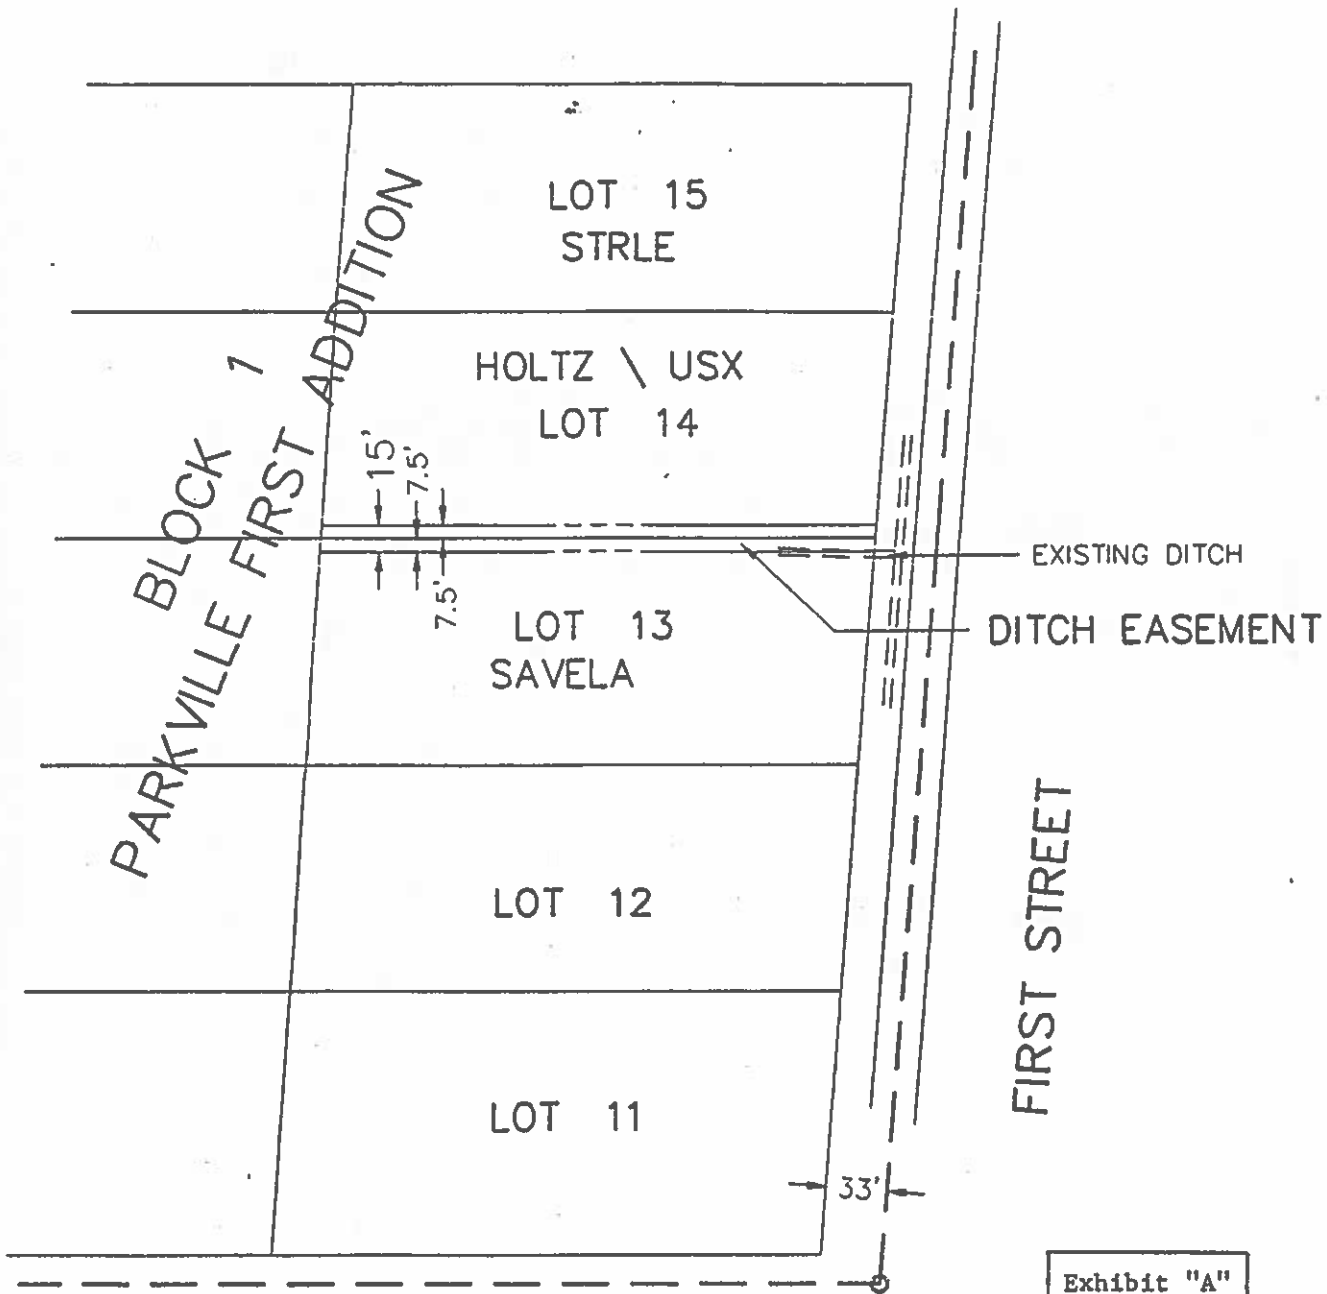 LOT 15
STRLE
HOLTZ \ USX
LOT 14
BLOCK 1
PARKVILLE FIRST ADDITION
15'
7.5'
7.5'
EXISTING DITCH
DITCH EASEMENT
LOT 13
SAVELA
LOT 12
FIRST STREET
LOT 11
33'
Exhibit "A"